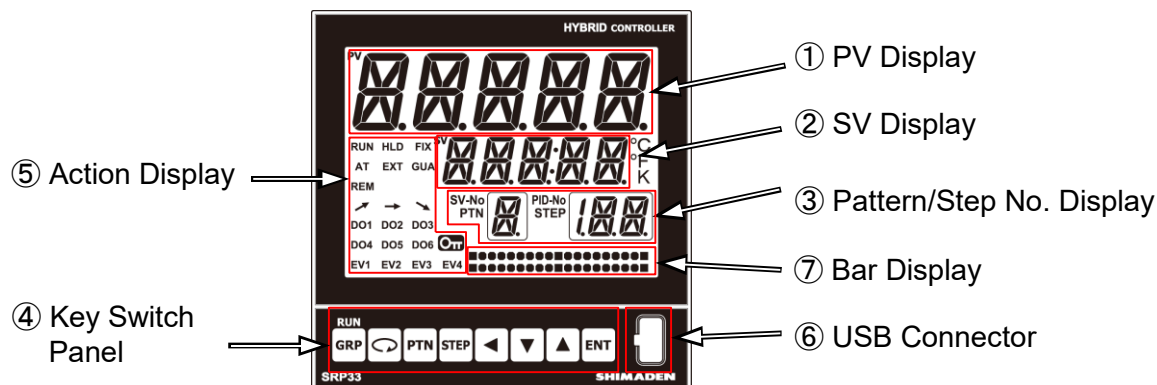 HYBRID CONTROLLER
PV
① PV Display
SV
°C
°F
K
② SV Display
RUN HLD FIX
AT EXT GUA
REM
⑤ Action Display
SV-No
PTN
PID-No
STEP
③ Pattern/Step No. Display
DO1 DO2 DO3
DO4 DO5 DO6
EV1 EV2 EV3 EV4
⑦ Bar Display
④ Key Switch
Panel
RUN
GRP PTN STEP ENT
⑥ USB Connector
SRP33
SHIMADEN